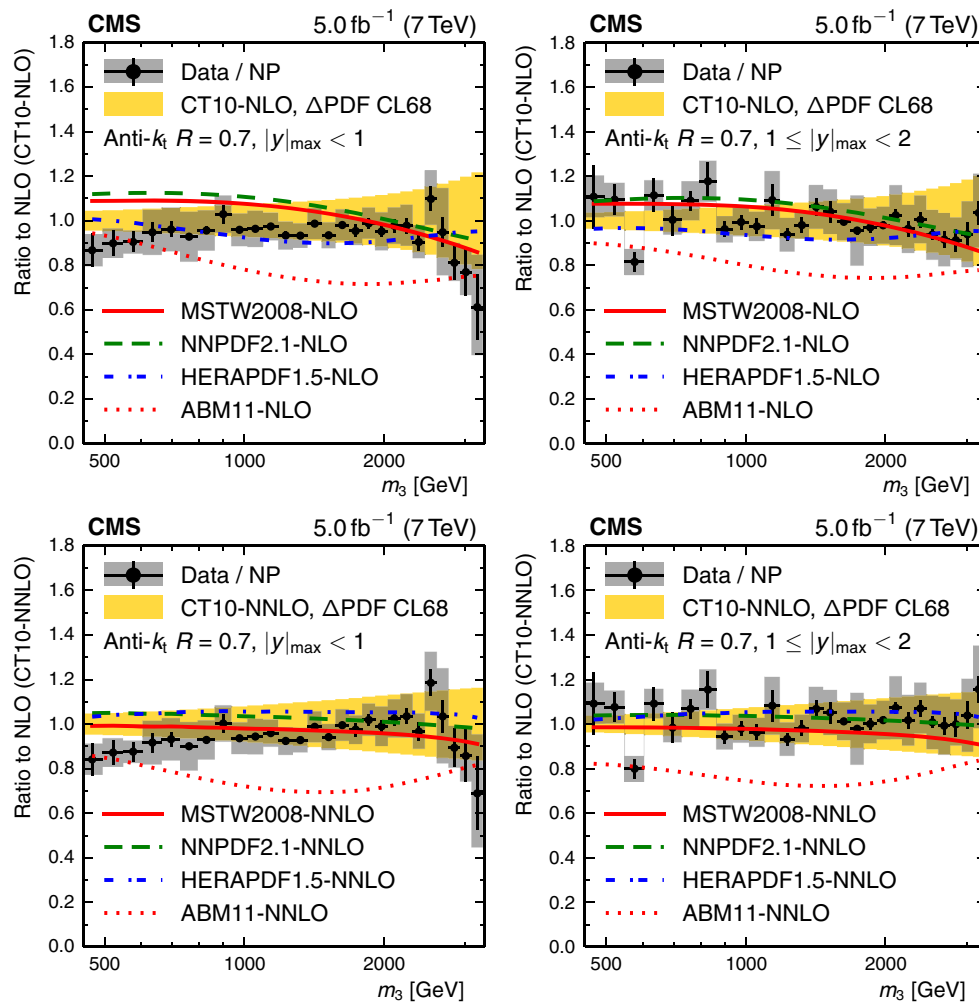 CMS 5.0 fb⁻¹ (7 TeV)
Ratio to NLO (CT10-NLO)
1.8
1.6
1.4
1.2
1.0
0.8
0.6
0.4
0.2
0.0
Data / NP
CT10-NLO, ΔPDF CL68
Anti-kt R = 0.7, |y|max < 1
MSTW2008-NLO
NNPDF2.1-NLO
HERAPDF1.5-NLO
ABM11-NLO
500 1000 2000
m3 [GeV]
CMS 5.0 fb⁻¹ (7 TeV)
Ratio to NLO (CT10-NLO)
1.8
1.6
1.4
1.2
1.0
0.8
0.6
0.4
0.2
0.0
Data / NP
CT10-NLO, ΔPDF CL68
Anti-kt R = 0.7, 1 ≤ |y|max < 2
MSTW2008-NLO
NNPDF2.1-NLO
HERAPDF1.5-NLO
ABM11-NLO
500 1000 2000
m3 [GeV]
CMS 5.0 fb⁻¹ (7 TeV)
Ratio to NLO (CT10-NNLO)
1.8
1.6
1.4
1.2
1.0
0.8
0.6
0.4
0.2
0.0
Data / NP
CT10-NNLO, ΔPDF CL68
Anti-kt R = 0.7, |y|max < 1
MSTW2008-NNLO
NNPDF2.1-NNLO
HERAPDF1.5-NNLO
ABM11-NNLO
500 1000 2000
m3 [GeV]
CMS 5.0 fb⁻¹ (7 TeV)
Ratio to NLO (CT10-NNLO)
1.8
1.6
1.4
1.2
1.0
0.8
0.6
0.4
0.2
0.0
Data / NP
CT10-NNLO, ΔPDF CL68
Anti-kt R = 0.7, 1 ≤ |y|max < 2
MSTW2008-NNLO
NNPDF2.1-NNLO
HERAPDF1.5-NNLO
ABM11-NNLO
500 1000 2000
m3 [GeV]